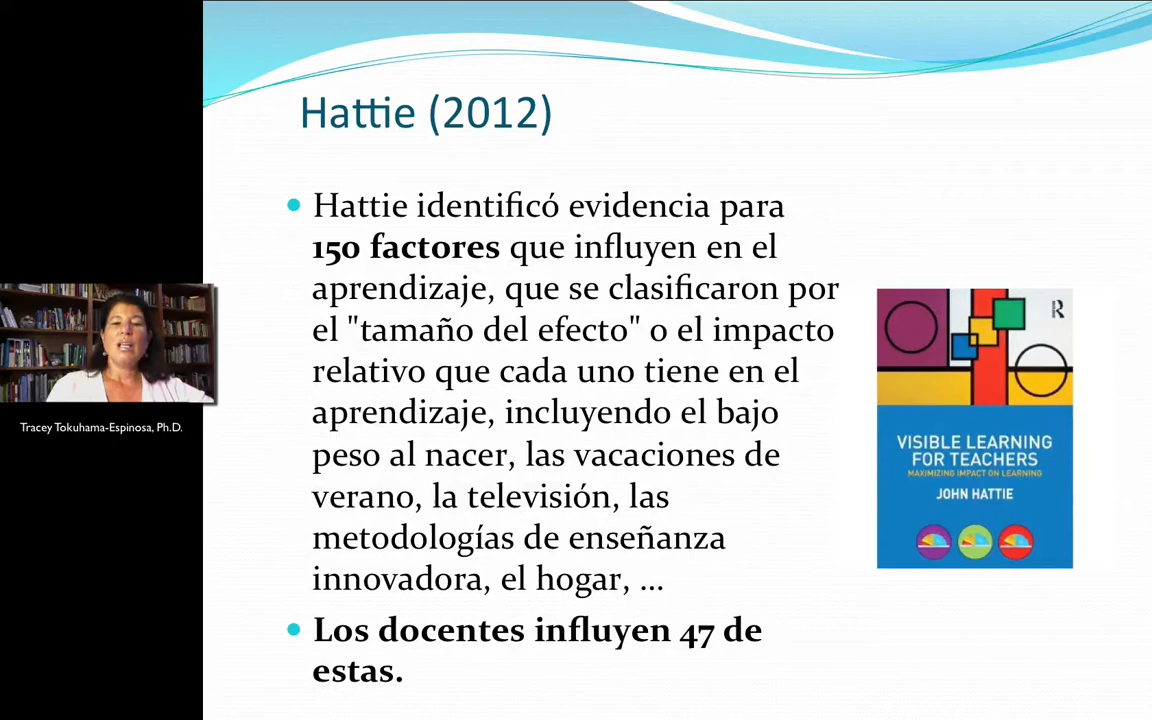 Hattie (2012)
Hattie identificó evidencia para
150 factores que influyen en el
aprendizaje, que se clasificaron por
el "tamaño del efecto" o el impacto
relativo que cada uno tiene en el
aprendizaje, incluyendo el bajo
peso al nacer, las vacaciones de
verano, la televisión, las
metodologías de enseñanza
innovadora, el hogar, ...
Los docentes influyen 47 de
estas.
R
VISIBLE LEARNING
FOR TEACHERS
MAXIMIZING IMPACT ON LEARNING
JOHN HATTIE
Tracey Tokuhama-Espinosa, Ph.D.